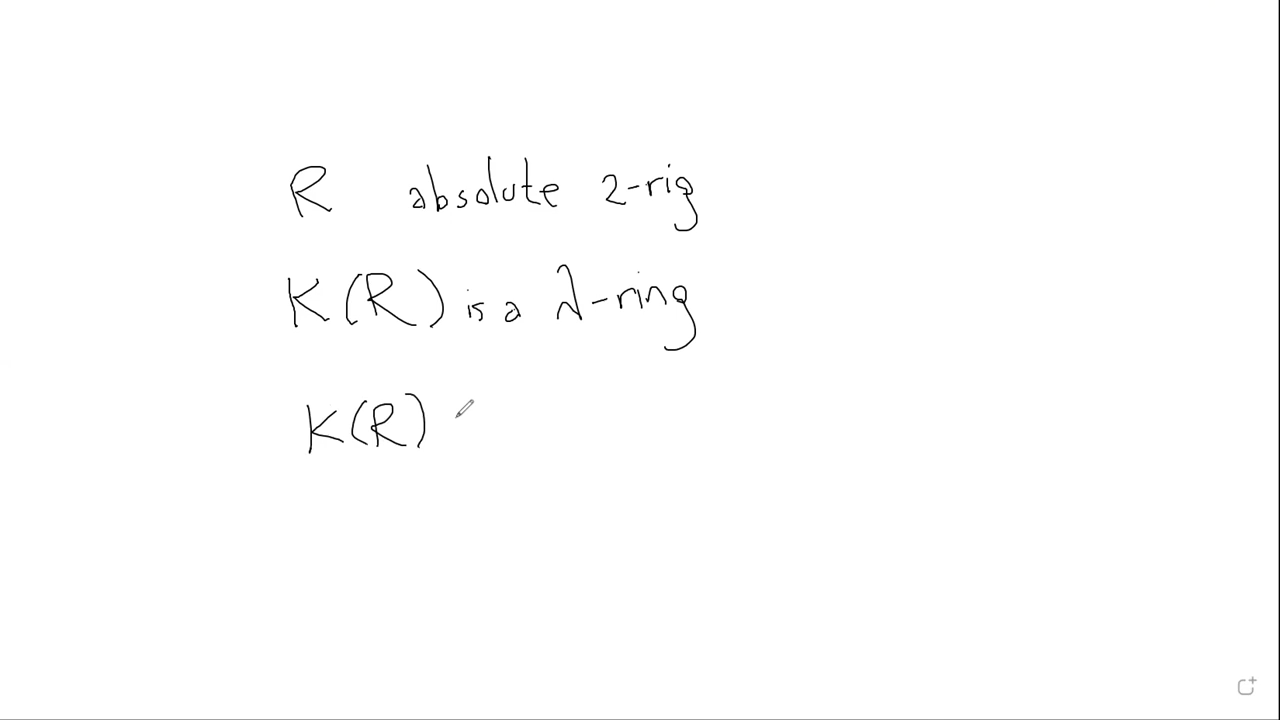 R absolute 2-rig
K(R) is a λ-ring
K(R)